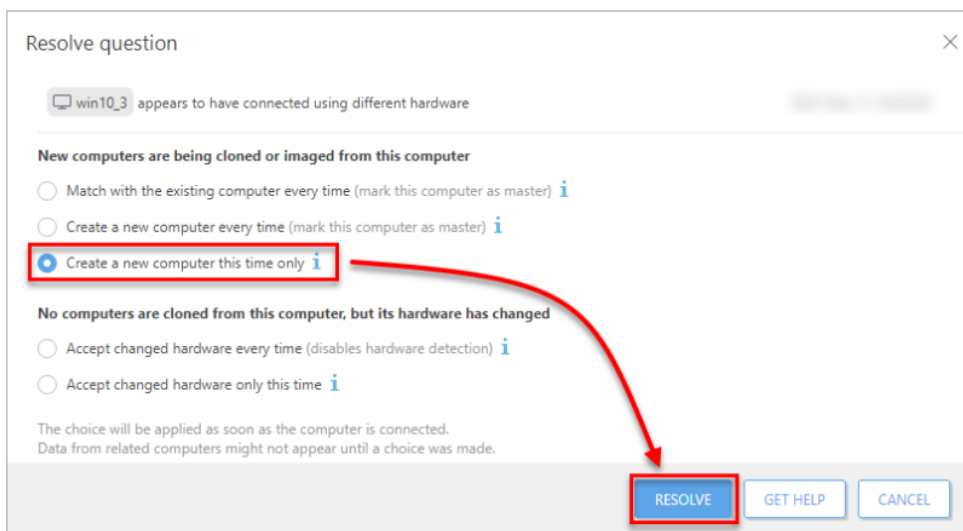 Resolve question
win10_3 appears to have connected using different hardware
New computers are being cloned or imaged from this computer
Match with the existing computer every time (mark this computer as master) i
Create a new computer every time (mark this computer as master) i
Create a new computer this time only i
No computers are cloned from this computer, but its hardware has changed
Accept changed hardware every time (disables hardware detection) i
Accept changed hardware only this time i
The choice will be applied as soon as the computer is connected.
Data from related computers might not appear until a choice was made.
RESOLVE GET HELP CANCEL